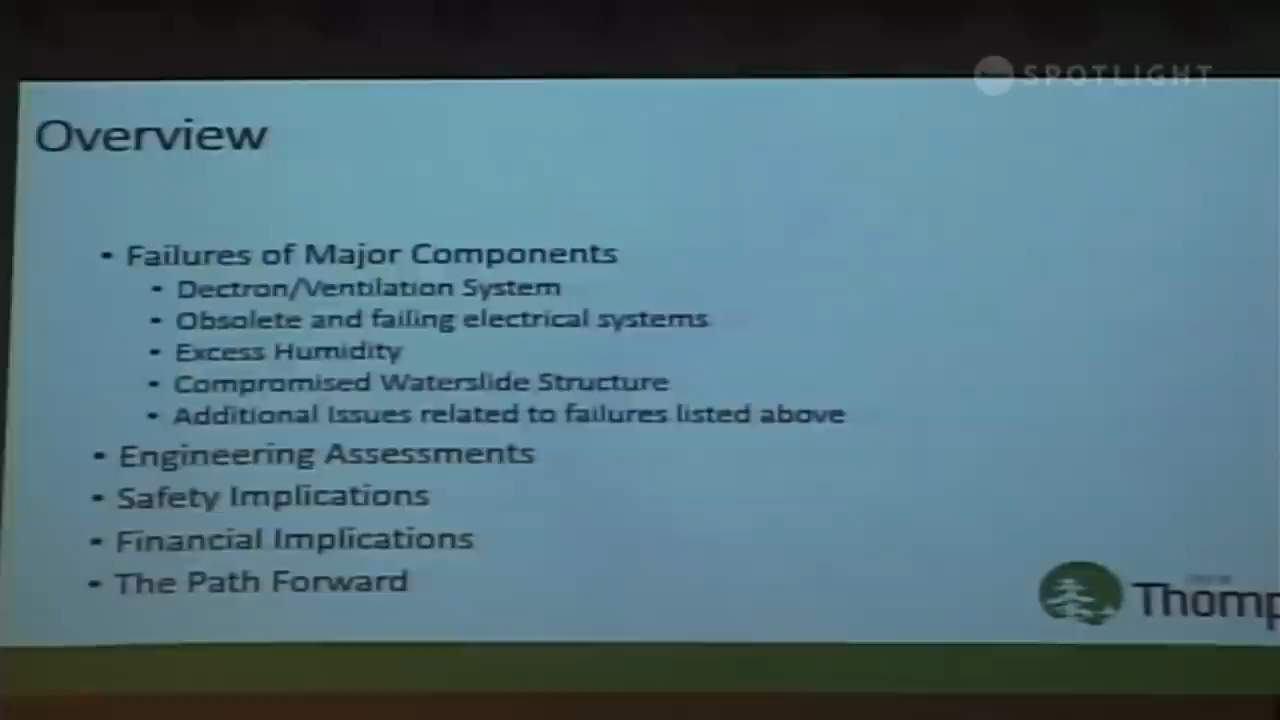 SPOTLIGHT
Overview
• Failures of Major Components
• Dectron/Ventilation System
• Obsolete and failing electrical systems
• Excess Humidity
• Compromised Waterslide Structure
• Additional Issues related to failures listed above
• Engineering Assessments
• Safety Implications
• Financial Implications
• The Path Forward
Thomp